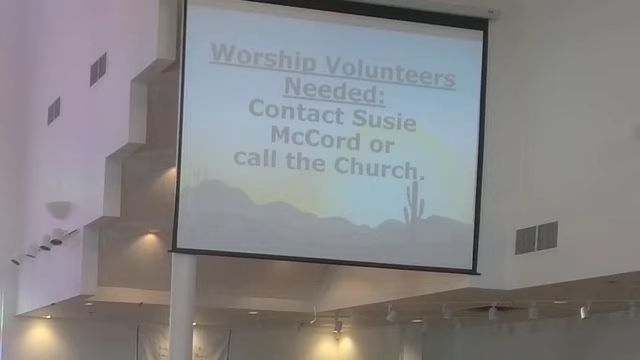 Worship Volunteers
Needed:
Contact Susie
McCord or
call the Church.